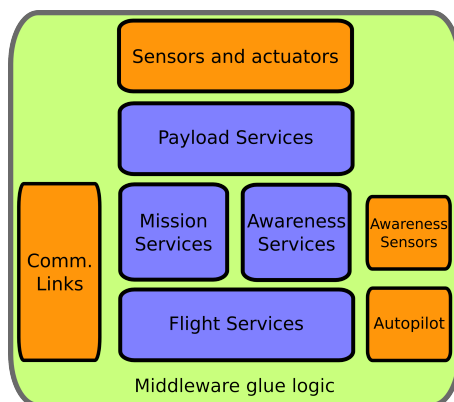 Sensors and actuators
Payload Services
Mission
Services
Awareness
Services
Awareness
Sensors
Comm.
Links
Flight Services
Autopilot
Middleware glue logic